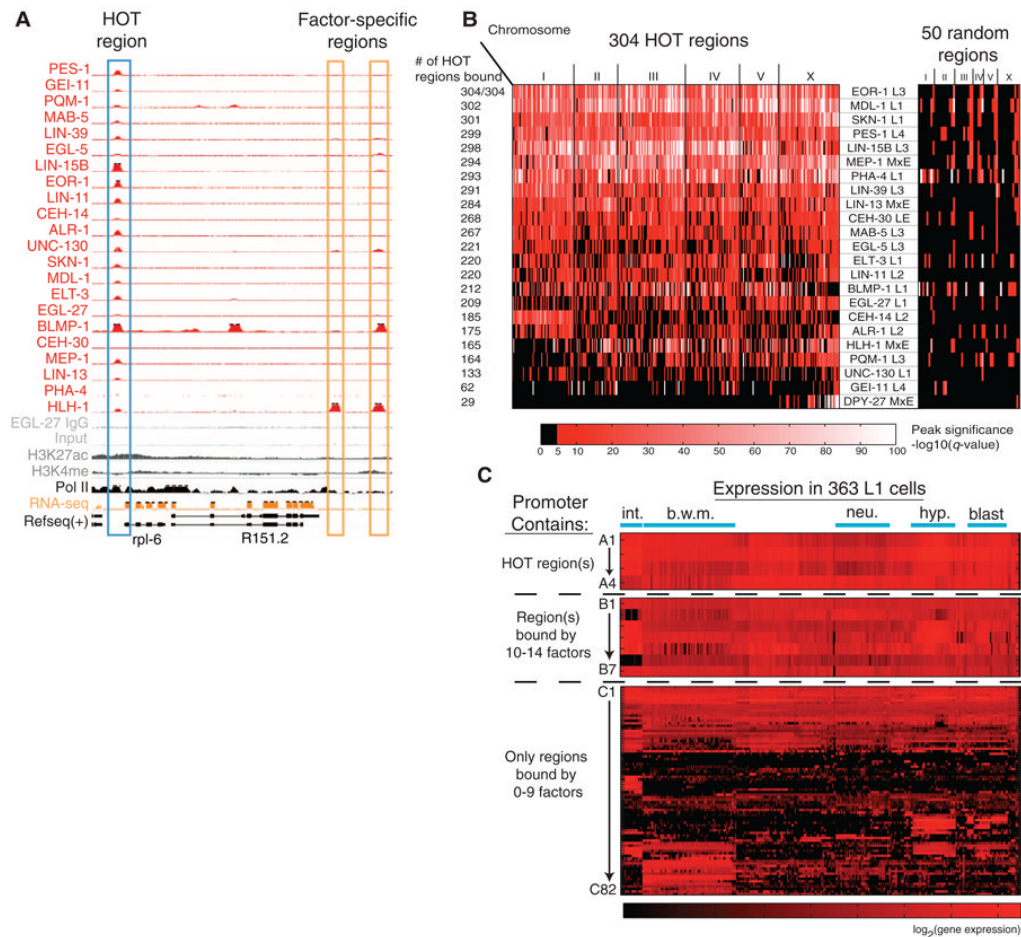 A
HOT
region
Factor-specific
regions
PES-1
GEI-11
PQM-1
MAB-5
LIN-39
EGL-5
LIN-15B
EOR-1
LIN-11
CEH-14
ALR-1
UNC-130
SKN-1
MDL-1
ELT-3
EGL-27
BLMP-1
CEH-30
MEP-1
LIN-13
PHA-4
HLH-1
EGL-27 IgG
Input
H3K27ac
H3K4me
Pol II
RNA-seq
Refseq(+)
rpl-6
R151.2
B
Chromosome
304 HOT regions
50 random
regions
# of HOT
regions bound
I II III IV V X
I II III IV V X
304/304 EOR-1 L3
302 MDL-1 L1
301 SKN-1 L1
299 PES-1 L4
298 LIN-15B L3
294 MEP-1 MxE
293 PHA-4 L1
291 LIN-39 L3
284 LIN-13 MxE
268 CEH-30 LE
267 MAB-5 L3
221 EGL-5 L3
220 ELT-3 L1
220 LIN-11 L2
212 BLMP-1 L1
209 EGL-27 L1
185 CEH-14 L2
175 ALR-1 L2
165 HLH-1 MxE
164 PQM-1 L3
133 UNC-130 L1
62 GEI-11 L4
29 DPY-27 MxE
0 5 10 20 30 40 50 60 70 80 90 100
Peak significance
-log10(q-value)
C
Expression in 363 L1 cells
Promoter
Contains:
int. b.w.m. neu. hyp. blast
A1
HOT region(s)
A4
B1
Region(s)
bound by
10-14 factors
B7
C1
Only regions
bound by
0-9 factors
C82
log2(gene expression)